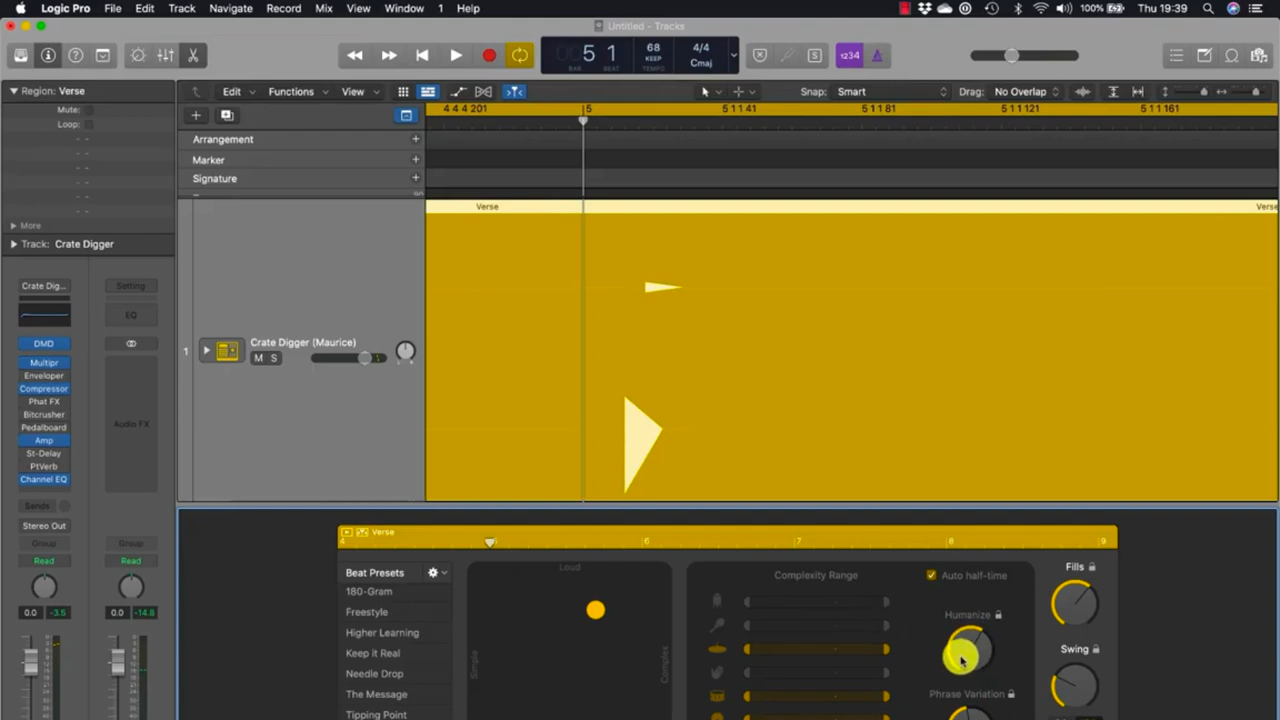 Logic Pro File Edit Track Navigate Record Mix View Window 1 Help 100% Thu 19:39
Untitled - Tracks
005 1 68 4/4 1234
BAR BEAT KEEP TEMPO Cmaj
Region: Verse Edit Functions View Snap: Smart Drag: No Overlap
Mute:
Loop:
4 4 4 201 5 5 1 1 41 5 1 1 81 5 1 1 121 5 1 1 161
Arrangement
Marker
Signature
Verse Verse
More
Track: Crate Digger
Crate Dig... Setting
EQ
DMD
Multipr
Enveloper
Compressor
Phat FX
Bitcrusher
Pedalboard
Audio FX
Amp
St-Delay
PtVerb
Channel EQ
Sends
Stereo Out
Group Group
Read Read
0.0 -3.5 0.0 -14.8
1 Crate Digger (Maurice)
M S
Verse
4 5 6 7 8 9
Beat Presets
180-Gram
Freestyle
Higher Learning
Keep it Real
Needle Drop
The Message
Tipping Point
Loud
Simple
Complex
Complexity Range
Auto half-time
Humanize
Phrase Variation
Fills
Swing